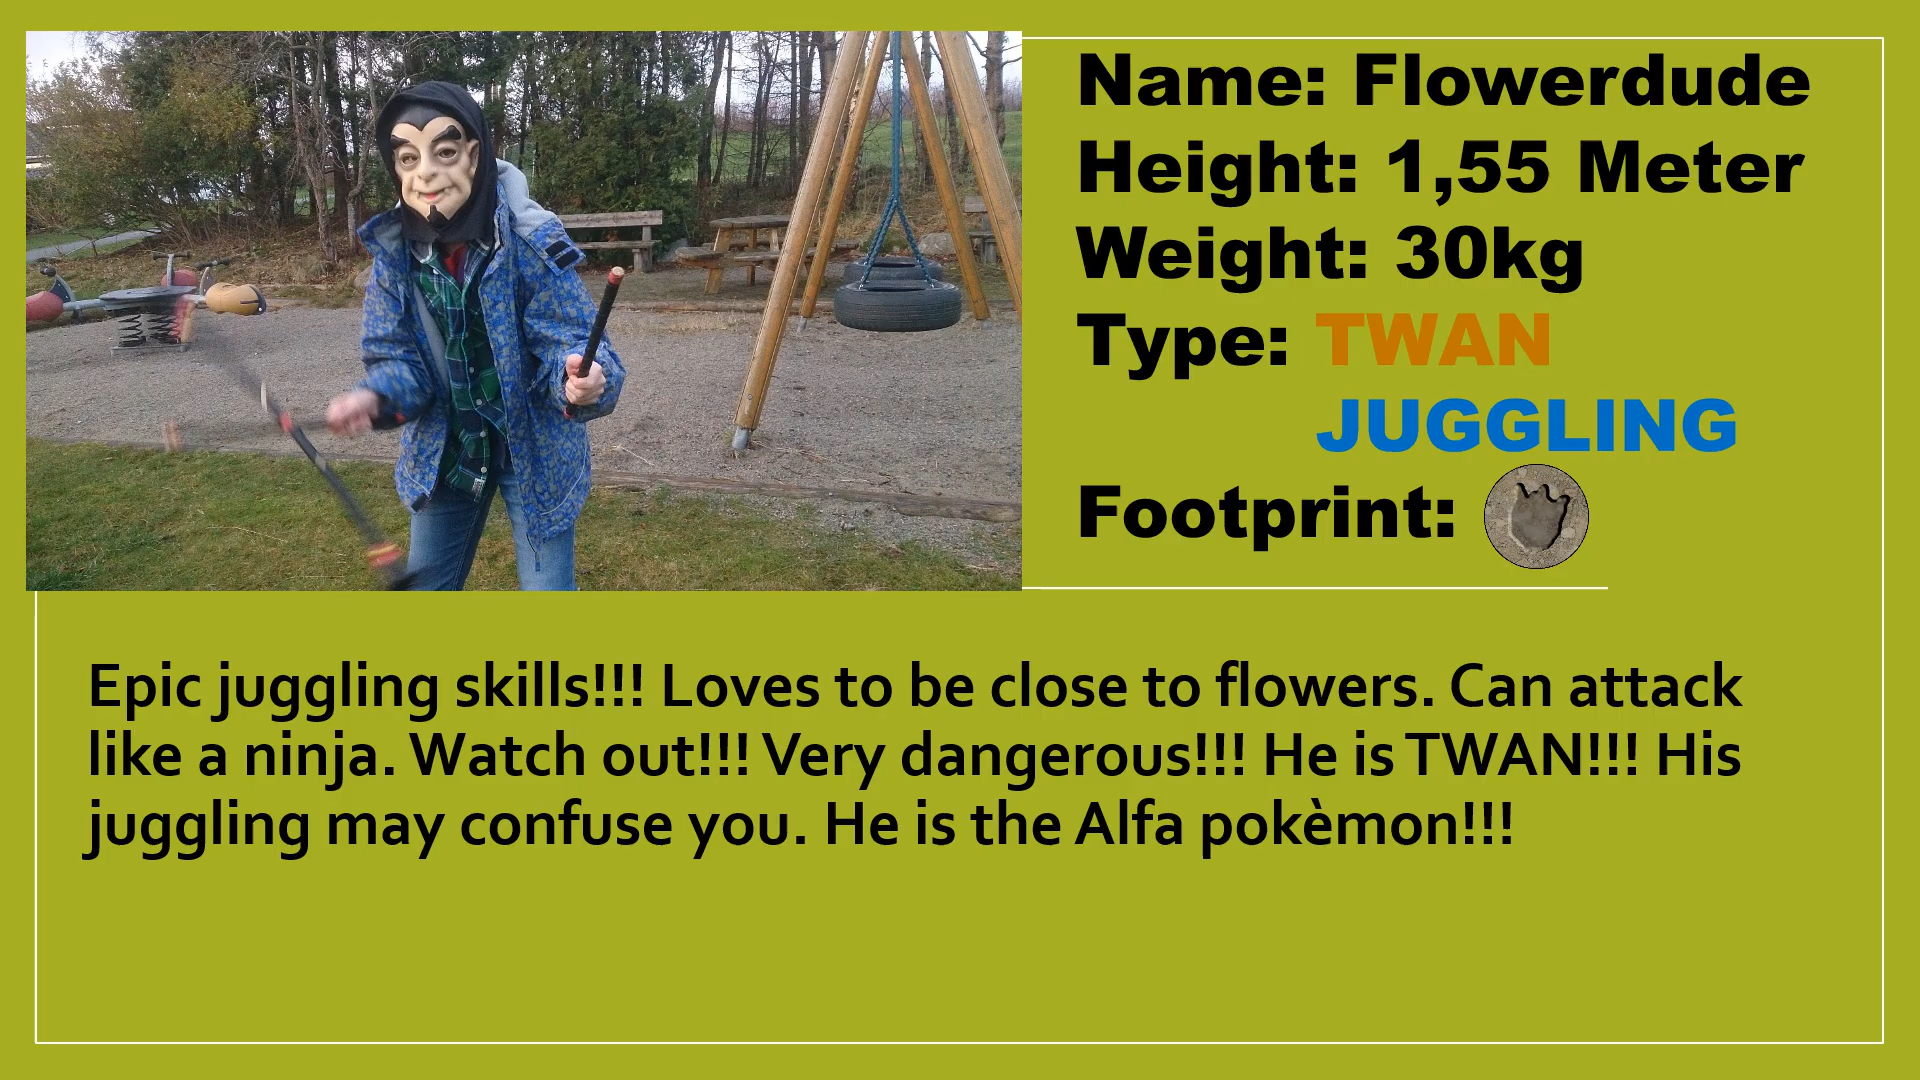 Name: Flowerdude
Height: 1,55 Meter
Weight: 30kg
Type: TWAN
JUGGLING
Footprint:
Epic juggling skills!!! Loves to be close to flowers. Can attack
like a ninja. Watch out!!! Very dangerous!!! He is TWAN!!! His
juggling may confuse you. He is the Alfa pokèmon!!!